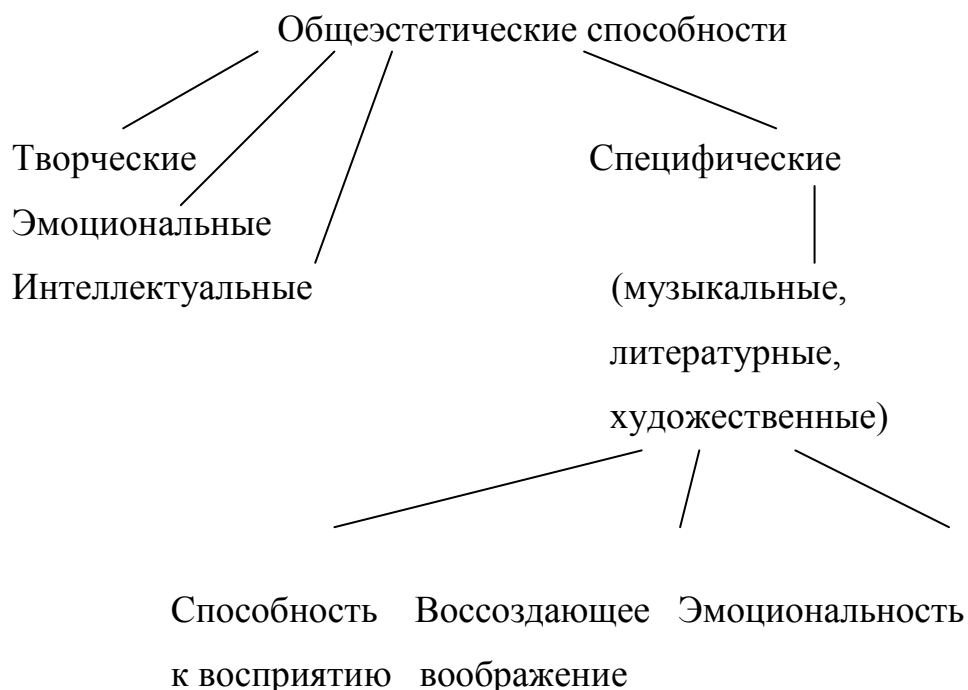 Общеэстетические способности
Творческие Специфические
Эмоциональные
Интеллектуальные (музыкальные,
литературные,
художественные)
Способность Воссоздающее Эмоциональность
к восприятию воображение